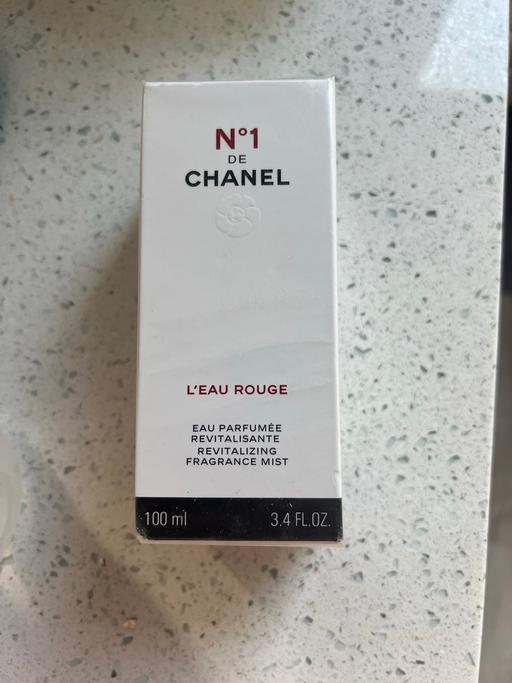 N°1
DE
CHANEL
L'EAU ROUGE
EAU PARFUMÉE
REVITALISANTE
REVITALIZING
FRAGRANCE MIST
100 ml 3.4 FL.OZ.